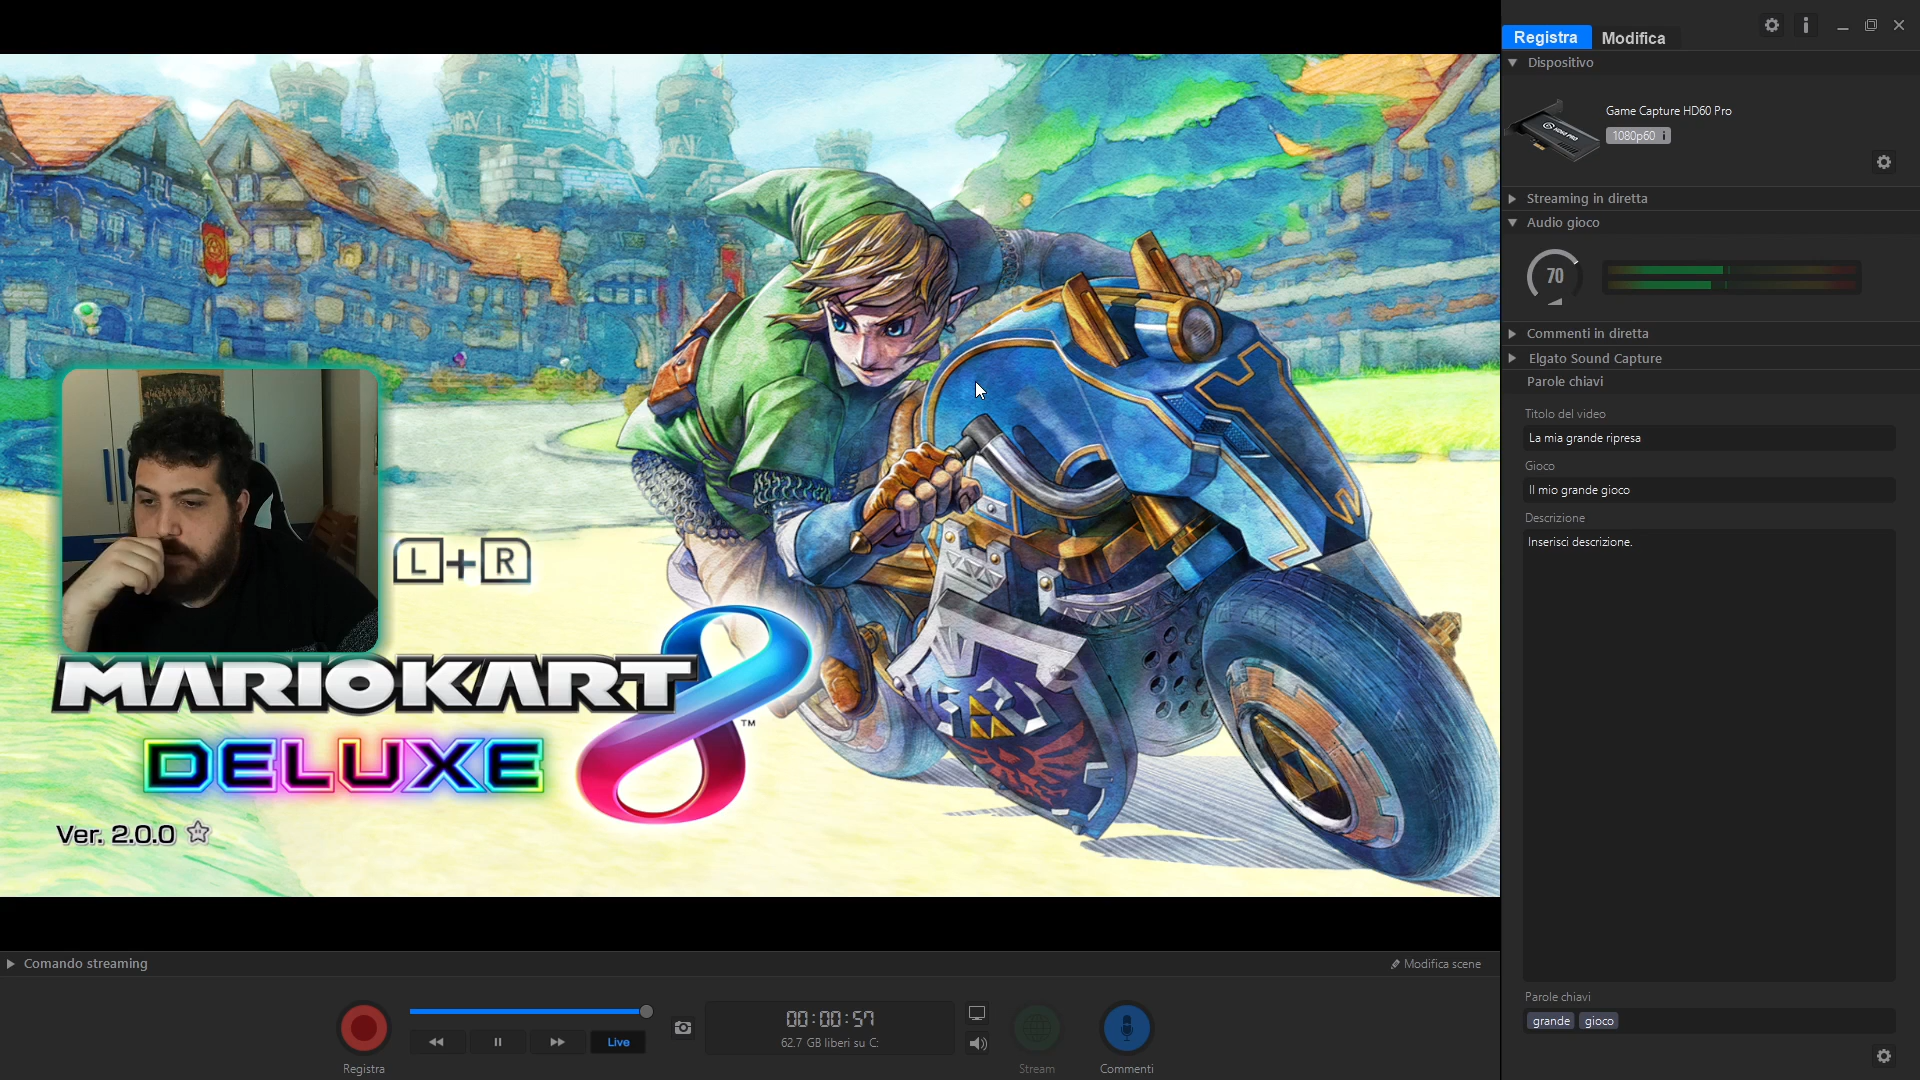 Registra
Modifica
Dispositivo
Game Capture HD60 Pro
1080p60 i
Streaming in diretta
Audio gioco
70
Commenti in diretta
Elgato Sound Capture
Parole chiavi
Titolo del video
La mia grande ripresa
Gioco
Il mio grande gioco
Descrizione
Inserisci descrizione.
Parole chiavi
grande gioco
L+R
MARIOKART 8
TM
DELUXE
Ver. 2.0.0
Comando streaming
Modifica scene
00:00:57
62.7 GB liberi su C:
Live
Registra
Stream
Commenti